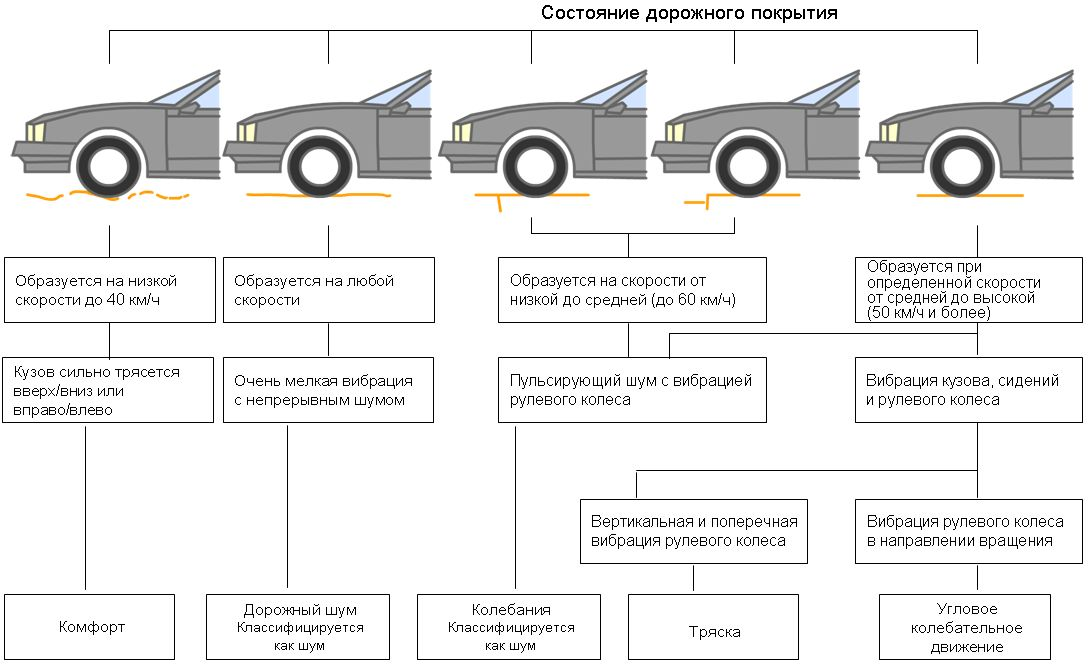 Состояние дорожного покрытия
Образуется на низкой
скорости до 40 км/ч
Образуется на любой
скорости
Образуется на скорости от
низкой до средней (до 60 км/ч)
Образуется при
определенной скорости
от средней до высокой
(50 км/ч и более)
Кузов сильно трясется
вверх/вниз или
вправо/влево
Очень мелкая вибрация
с непрерывным шумом
Пульсирующий шум с вибрацией
рулевого колеса
Вибрация кузова, сидений
и рулевого колеса
Вертикальная и поперечная
вибрация рулевого колеса
Вибрация рулевого колеса
в направлении вращения
Комфорт
Дорожный шум
Классифицируется
как шум
Колебания
Классифицируется
как шум
Тряска
Угловое
колебательное
движение